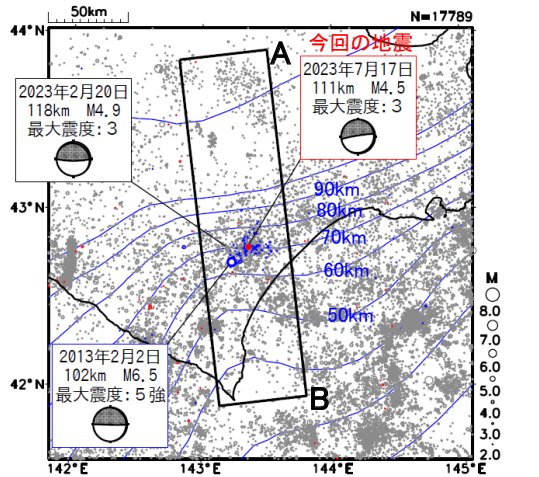 50km
N=17789
44°N
A
今回の地震
2023年7月17日
111km M4.5
最大震度:3
2023年2月20日
118km M4.9
最大震度:3
90km
43°N
80km
70km
60km
50km
M
8.0
7.0
6.0
5.0
4.0
3.0
2.0
2013年2月2日
102km M6.5
最大震度:5強
42°N
B
142°E
143°E
144°E
145°E